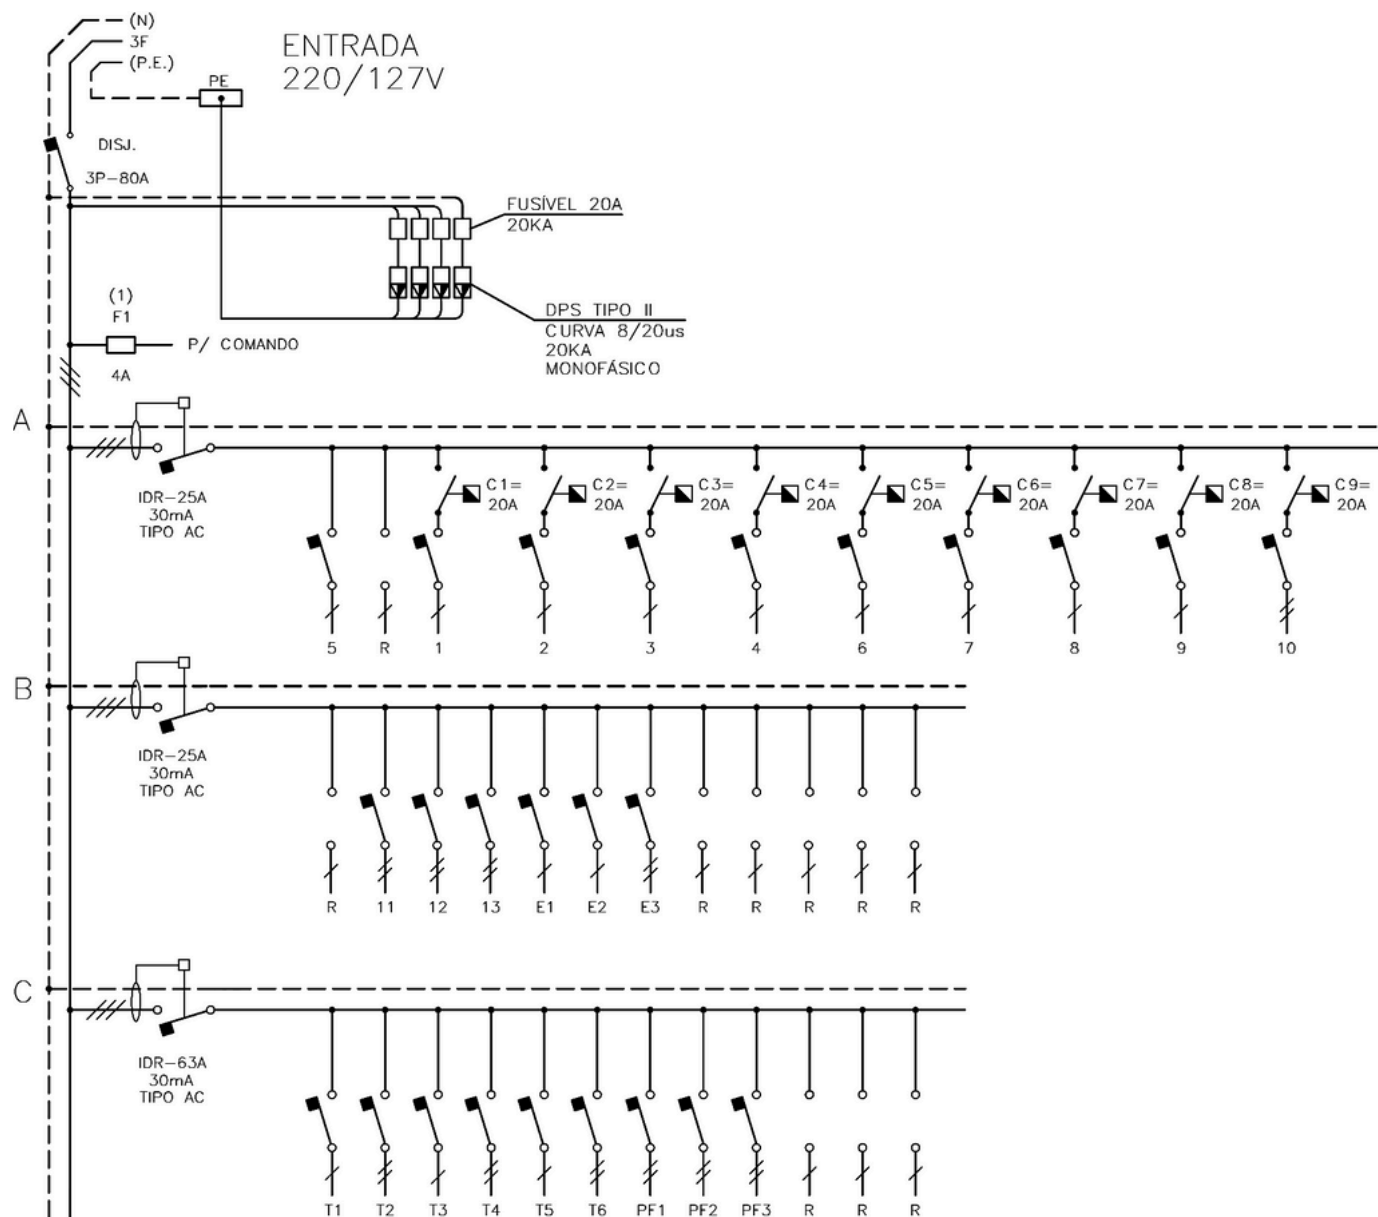 (N)
3F
(P.E.)
ENTRADA
220/127V
PE
DISJ.
3P-80A
FUSÍVEL 20A
20KA
(1)
F1
P/ COMANDO
4A
DPS TIPO II
CURVA 8/20us
20KA
MONOFÁSICO
A
IDR-25A
30mA
TIPO AC
C1=
20A
C2=
20A
C3=
20A
C4=
20A
C5=
20A
C6=
20A
C7=
20A
C8=
20A
C9=
20A
5 R 1 2 3 4 6 7 8 9 10
B
IDR-25A
30mA
TIPO AC
R 11 12 13 E1 E2 E3 R R R R R
C
IDR-63A
30mA
TIPO AC
T1 T2 T3 T4 T5 T6 PF1 PF2 PF3 R R R